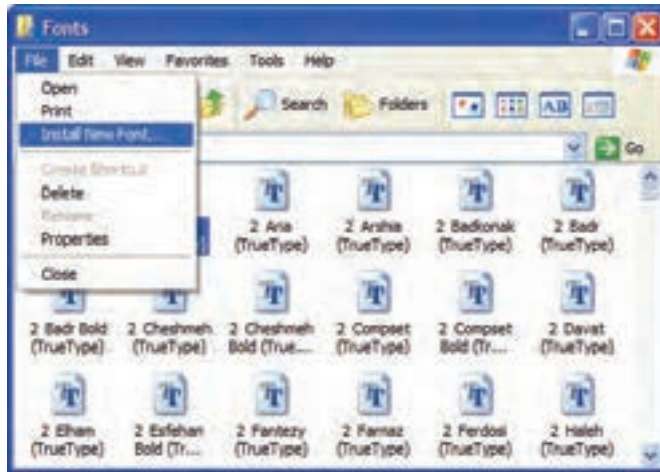 Fonts
File Edit View Favorites Tools Help
Open
Print
Install New Font...
Create Shortcut
Delete
Rename
Properties
Close
Search Folders
Go
2 Aria (TrueType)
2 Arshia (TrueType)
2 Badkonak (TrueType)
2 Badr (TrueType)
2 Badr Bold (TrueType)
2 Cheshmeh (TrueType)
2 Cheshmeh Bold (True...
2 Compset (TrueType)
2 Compset Bold (Tr...
2 Davat (TrueType)
2 Elham (TrueType)
2 Esfehan Bold (Tr...
2 Fantezy (TrueType)
2 Farnaz (TrueType)
2 Ferdosi (TrueType)
2 Haleh (TrueType)